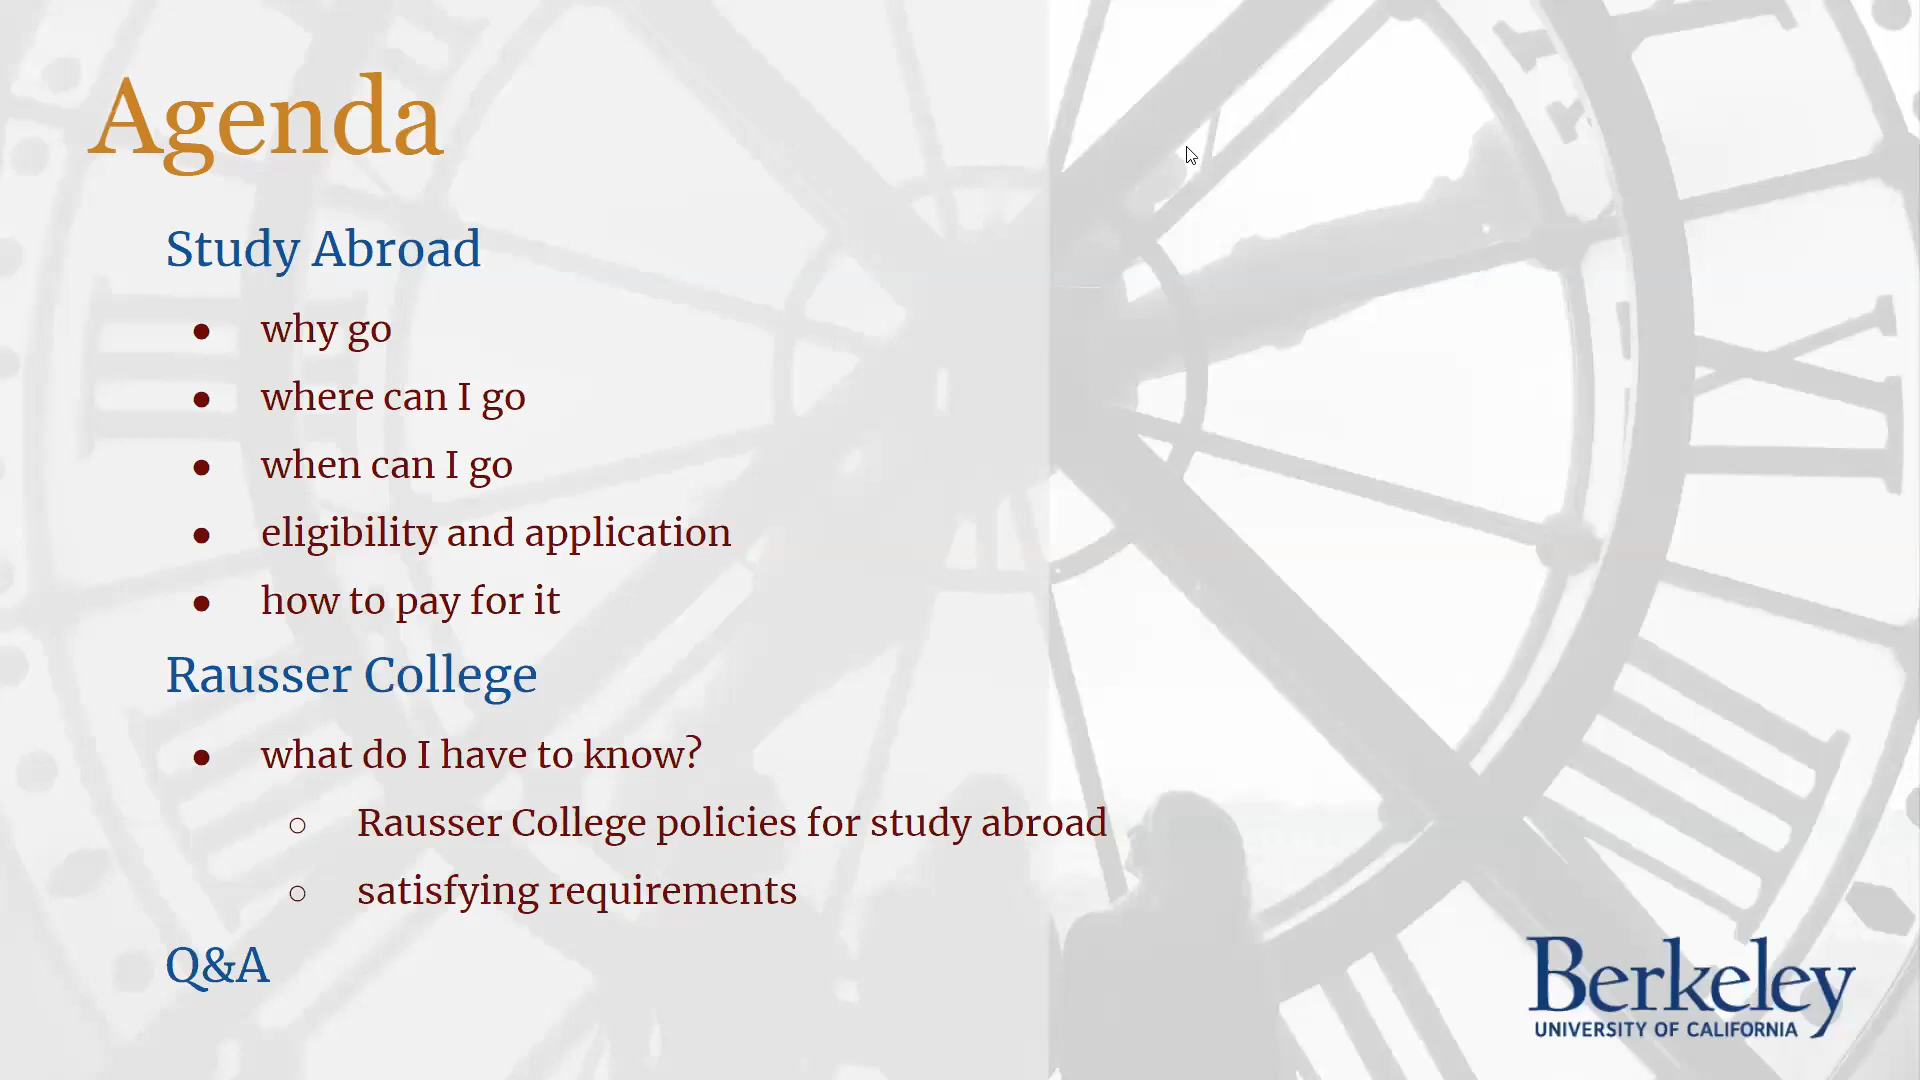 Agenda
Study Abroad
● why go
● where can I go
● when can I go
● eligibility and application
● how to pay for it
Rausser College
● what do I have to know?
○ Rausser College policies for study abroad
○ satisfying requirements
Q&A
Berkeley
UNIVERSITY OF CALIFORNIA